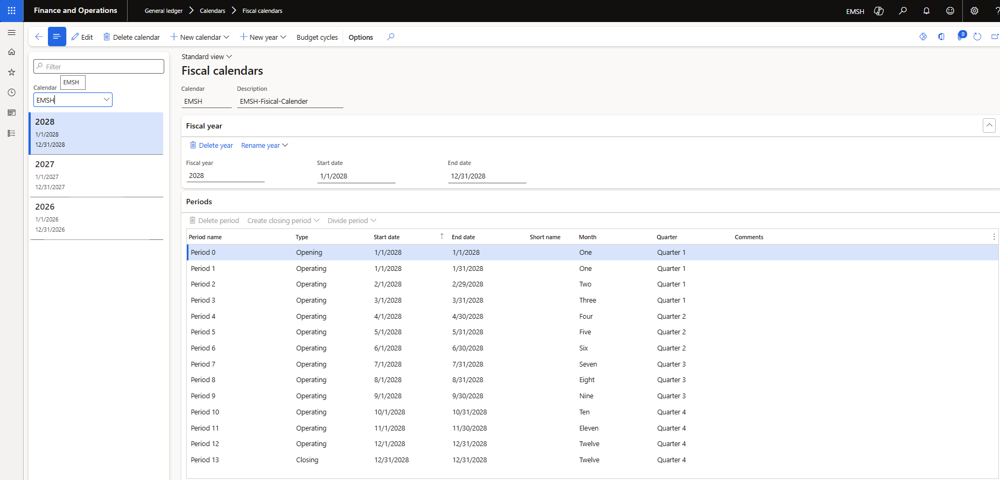 Finance and Operations
General ledger > Calendars > Fiscal calendars
EMSH
?
Edit
Delete calendar
New calendar
New year
Budget cycles
Options
0
Filter
EMSH
Calendar
EMSH
2028
1/1/2028
12/31/2028
2027
1/1/2027
12/31/2027
2026
1/1/2026
12/31/2026
Standard view
Fiscal calendars
Calendar Description
EMSH EMSH-Fisical-Calender
Fiscal year
Delete year Rename year
Fiscal year Start date End date
2028 1/1/2028 12/31/2028
Periods
Delete period Create closing period Divide period
Period name Type Start date End date Short name Month Quarter Comments
Period 0 Opening 1/1/2028 1/1/2028 One Quarter 1
Period 1 Operating 1/1/2028 1/31/2028 One Quarter 1
Period 2 Operating 2/1/2028 2/29/2028 Two Quarter 1
Period 3 Operating 3/1/2028 3/31/2028 Three Quarter 1
Period 4 Operating 4/1/2028 4/30/2028 Four Quarter 2
Period 5 Operating 5/1/2028 5/31/2028 Five Quarter 2
Period 6 Operating 6/1/2028 6/30/2028 Six Quarter 2
Period 7 Operating 7/1/2028 7/31/2028 Seven Quarter 3
Period 8 Operating 8/1/2028 8/31/2028 Eight Quarter 3
Period 9 Operating 9/1/2028 9/30/2028 Nine Quarter 3
Period 10 Operating 10/1/2028 10/31/2028 Ten Quarter 4
Period 11 Operating 11/1/2028 11/30/2028 Eleven Quarter 4
Period 12 Operating 12/1/2028 12/31/2028 Twelve Quarter 4
Period 13 Closing 12/31/2028 12/31/2028 Twelve Quarter 4